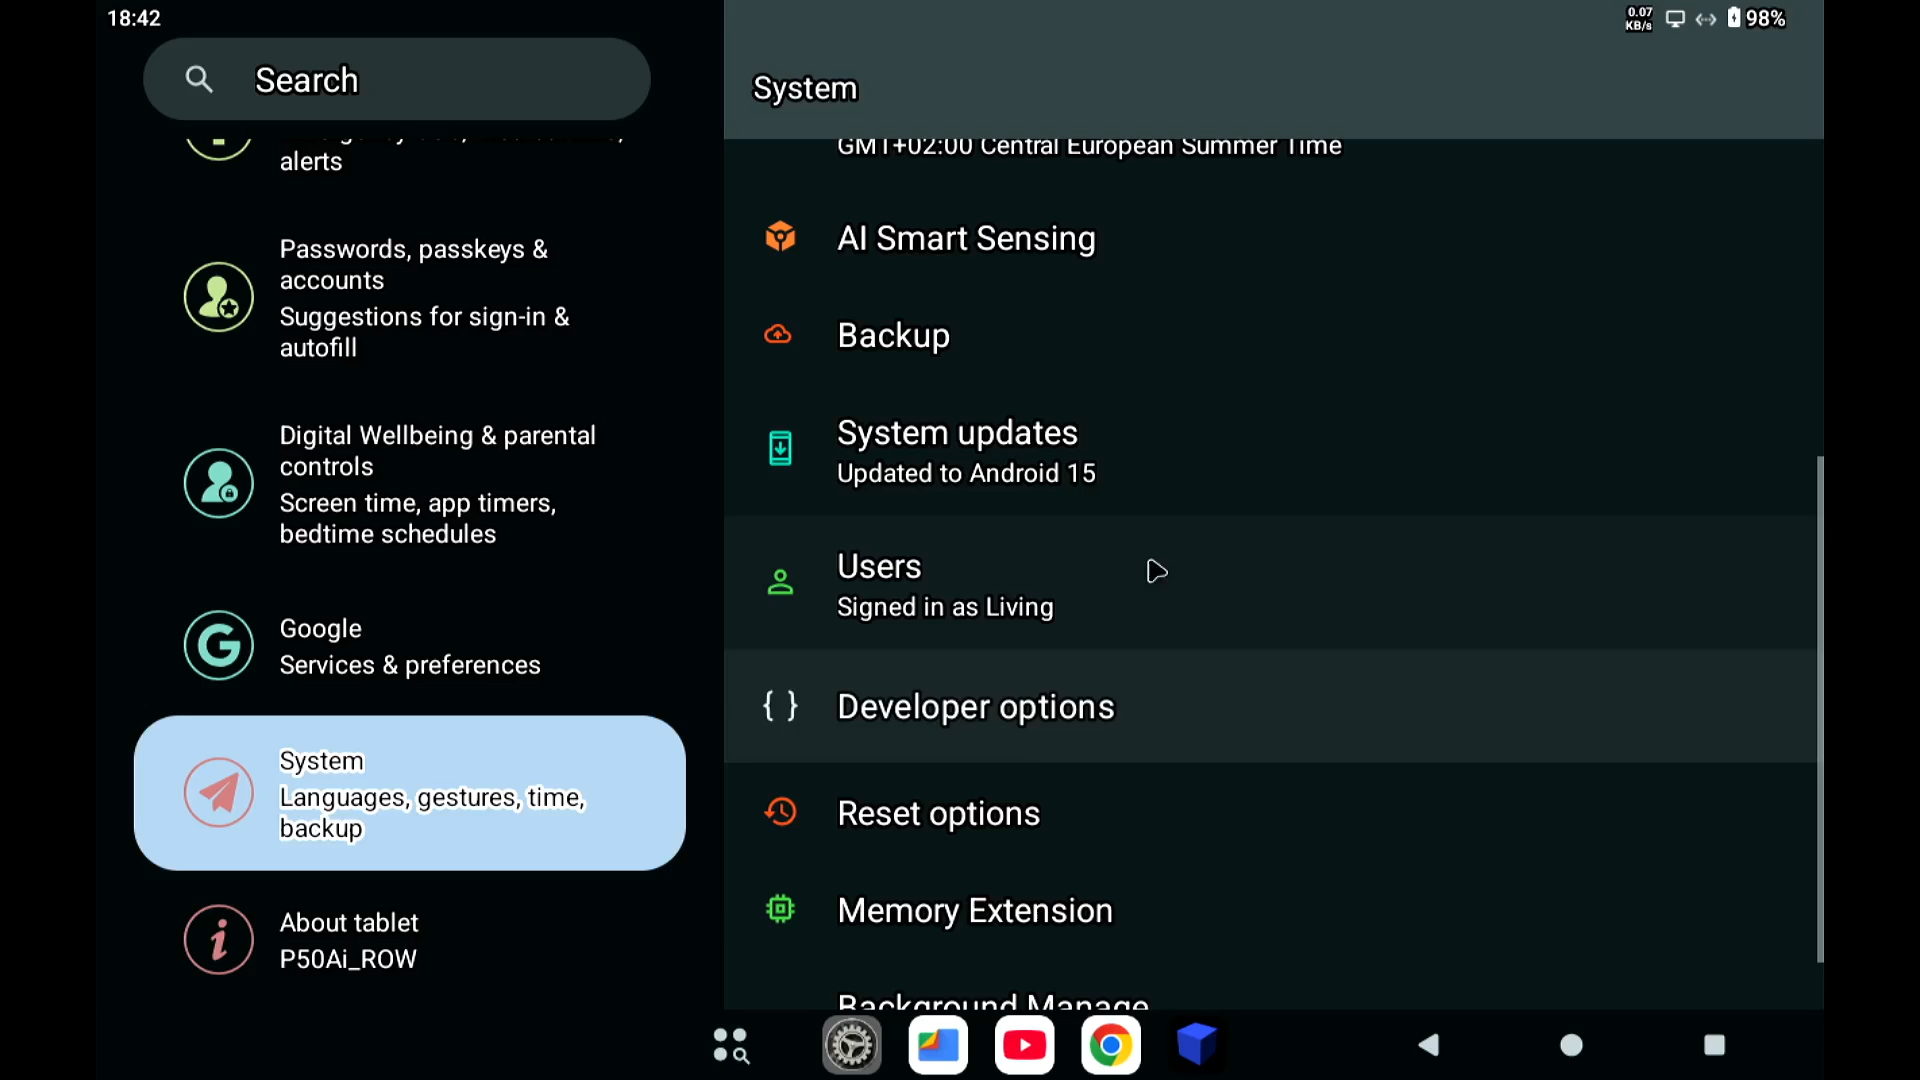 18:42
0.07
KB/s
98%
Search
System
alerts
Passwords, passkeys &
accounts
Suggestions for sign-in &
autofill
Digital Wellbeing & parental
controls
Screen time, app timers,
bedtime schedules
Google
Services & preferences
System
Languages, gestures, time,
backup
About tablet
P50Ai_ROW
GMT+02:00 Central European Summer Time
AI Smart Sensing
Backup
System updates
Updated to Android 15
Users
Signed in as Living
{ } Developer options
Reset options
Memory Extension
Background Manage